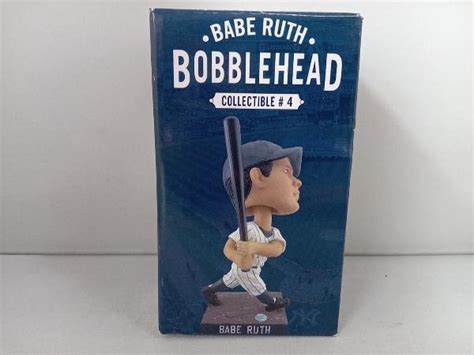 · BABE RUTH ·
BOBBLEHEAD
COLLECTIBLE # 4
BABE RUTH